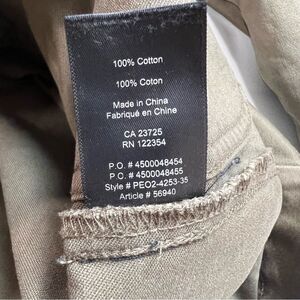 100% Cotton
100% Coton
Made in China
Fabriqué en Chine
CA 23725
RN 122354
P.O. # 4500048454
P.C. # 4500048455
Style # PEO2-4253-35
Article # 56940